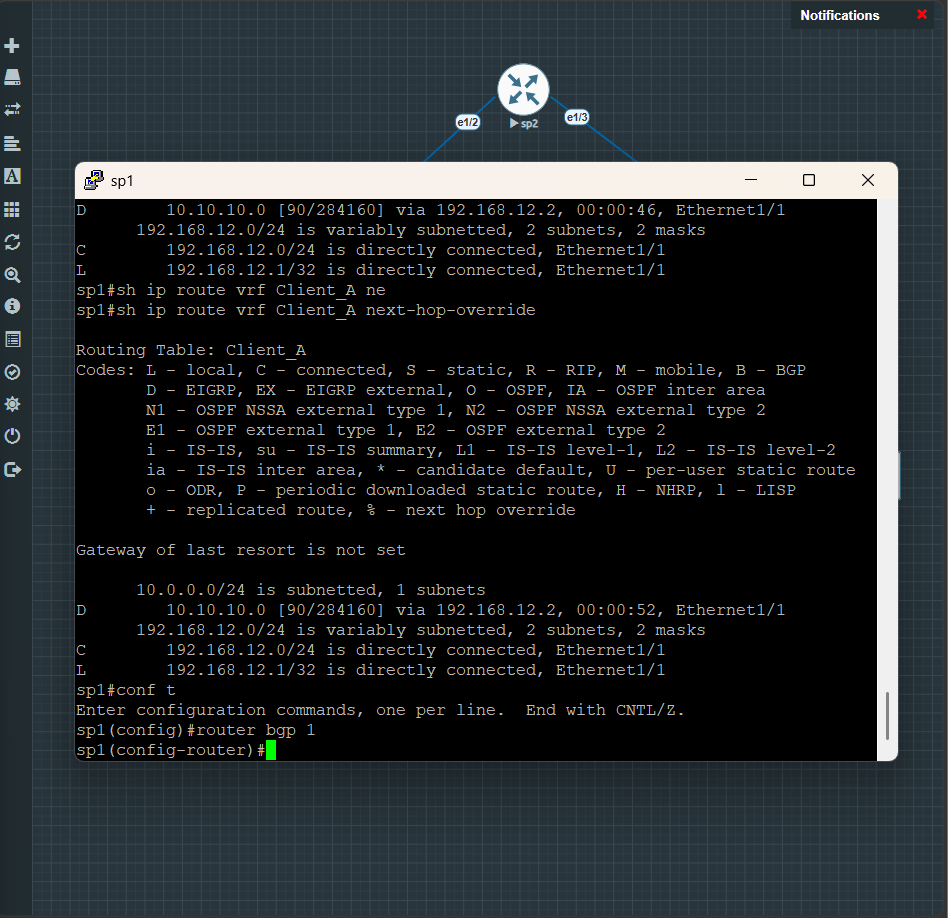 Notifications
e1/2
e1/3
sp2
sp1
D        10.10.10.0 [90/284160] via 192.168.12.2, 00:00:46, Ethernet1/1
      192.168.12.0/24 is variably subnetted, 2 subnets, 2 masks
C        192.168.12.0/24 is directly connected, Ethernet1/1
L        192.168.12.1/32 is directly connected, Ethernet1/1
sp1#sh ip route vrf Client_A ne
sp1#sh ip route vrf Client_A next-hop-override
Routing Table: Client_A
Codes: L - local, C - connected, S - static, R - RIP, M - mobile, B - BGP
       D - EIGRP, EX - EIGRP external, O - OSPF, IA - OSPF inter area
       N1 - OSPF NSSA external type 1, N2 - OSPF NSSA external type 2
       E1 - OSPF external type 1, E2 - OSPF external type 2
       i - IS-IS, su - IS-IS summary, L1 - IS-IS level-1, L2 - IS-IS level-2
       ia - IS-IS inter area, * - candidate default, U - per-user static route
       o - ODR, P - periodic downloaded static route, H - NHRP, l - LISP
       + - replicated route, % - next hop override
Gateway of last resort is not set
      10.0.0.0/24 is subnetted, 1 subnets
D        10.10.10.0 [90/284160] via 192.168.12.2, 00:00:52, Ethernet1/1
      192.168.12.0/24 is variably subnetted, 2 subnets, 2 masks
C        192.168.12.0/24 is directly connected, Ethernet1/1
L        192.168.12.1/32 is directly connected, Ethernet1/1
sp1#conf t
Enter configuration commands, one per line.  End with CNTL/Z.
sp1(config)#router bgp 1
sp1(config-router)#